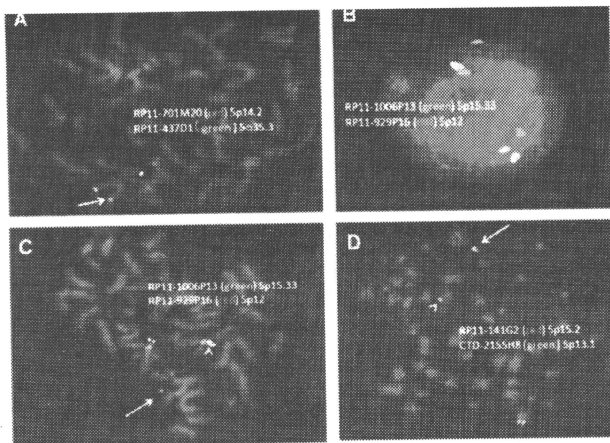 A
RP11-701M20 (red) 5p14.2
RP11-437D1 (green) 5q35.3
B
RP11-1006P13 (green) 5p15.33
RP11-929P16 (red) 5p12
C
RP11-1006P13 (green) 5p15.33
RP11-929P16 (red) 5p12
D
RP11-141G2 (red) 5p15.2
CTD-2155H8 (green) 5p13.1